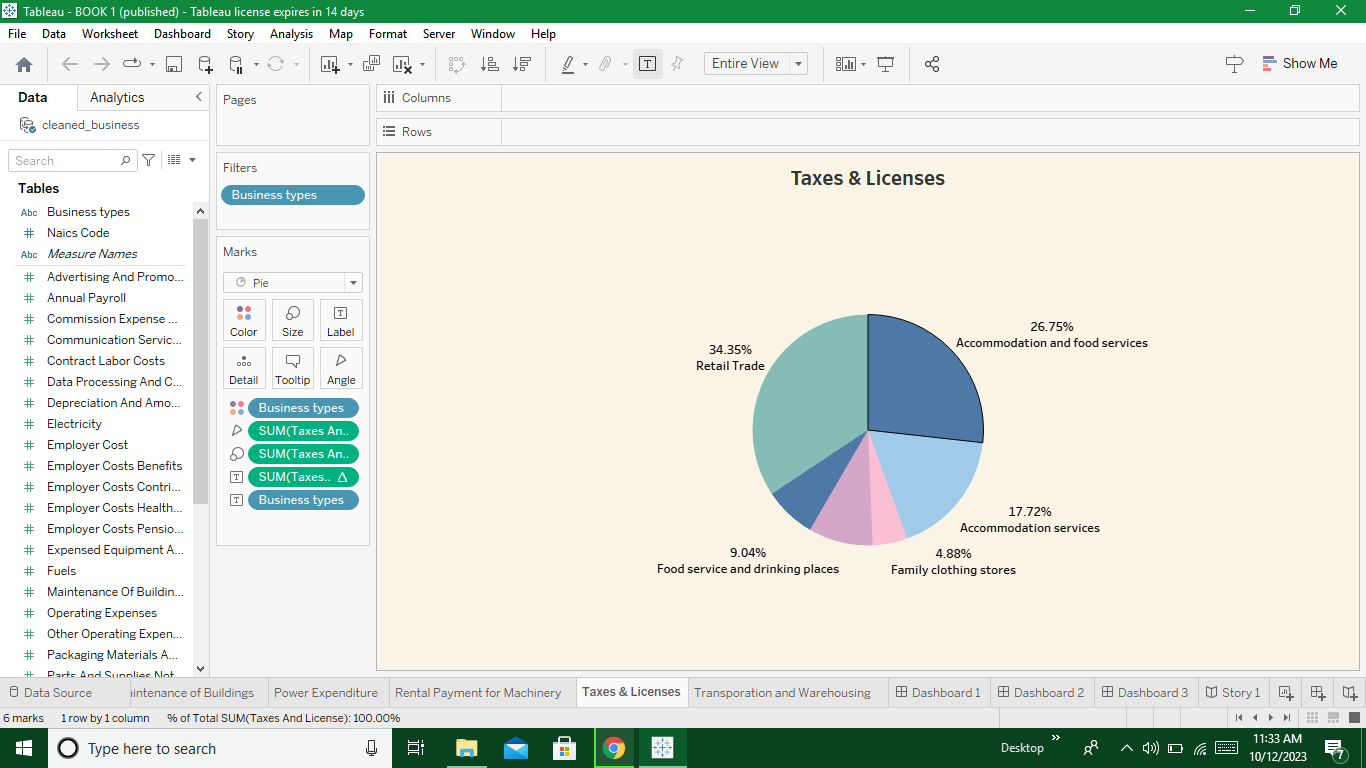 Tableau - BOOK 1 (published) - Tableau license expires in 14 days
File Data Worksheet Dashboard Story Analysis Map Format Server Window Help
Entire View
Show Me
Data Analytics
cleaned_business
Search
Tables
Abc Business types
# Naics Code
Abc Measure Names
# Advertising And Promo...
# Annual Payroll
# Commission Expense ...
# Communication Servic...
# Contract Labor Costs
# Data Processing And C...
# Depreciation And Amo...
# Electricity
# Employer Cost
# Employer Costs Benefits
# Employer Costs Contri...
# Employer Costs Health...
# Employer Costs Pensio...
# Expensed Equipment A...
# Fuels
# Maintenance Of Buildin...
# Operating Expenses
# Other Operating Expen...
# Packaging Materials A...
# Parts And Supplies Not
Pages
Filters
Business types
Marks
Pie
Color Size Label
Detail Tooltip Angle
Business types
SUM(Taxes An..
SUM(Taxes An..
SUM(Taxes.. Δ
Business types
Columns
Rows
Taxes & Licenses
26.75%
Accommodation and food services
34.35%
Retail Trade
17.72%
Accommodation services
9.04%
Food service and drinking places
4.88%
Family clothing stores
Data Source intenance of Buildings Power Expenditure Rental Payment for Machinery Taxes & Licenses Transporation and Warehousing Dashboard 1 Dashboard 2 Dashboard 3 Story 1
6 marks 1 row by 1 column % of Total SUM(Taxes And License): 100.00%
Type here to search
Desktop
11:33 AM
10/12/2023
7